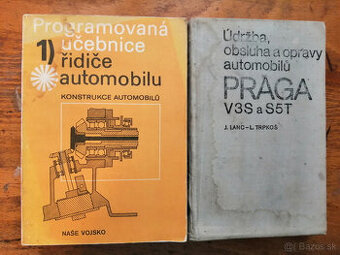 Programovaná
1) učebnice
řidiče
automobilu
KONSTRUKCE AUTOMOBILŮ
NAŠE VOJSKO
Údržba,
obsluha a opravy
automobilů
PRAGA
V3S a S5T
J. LANC-L. TRPKOŠ
© Bazos.sk